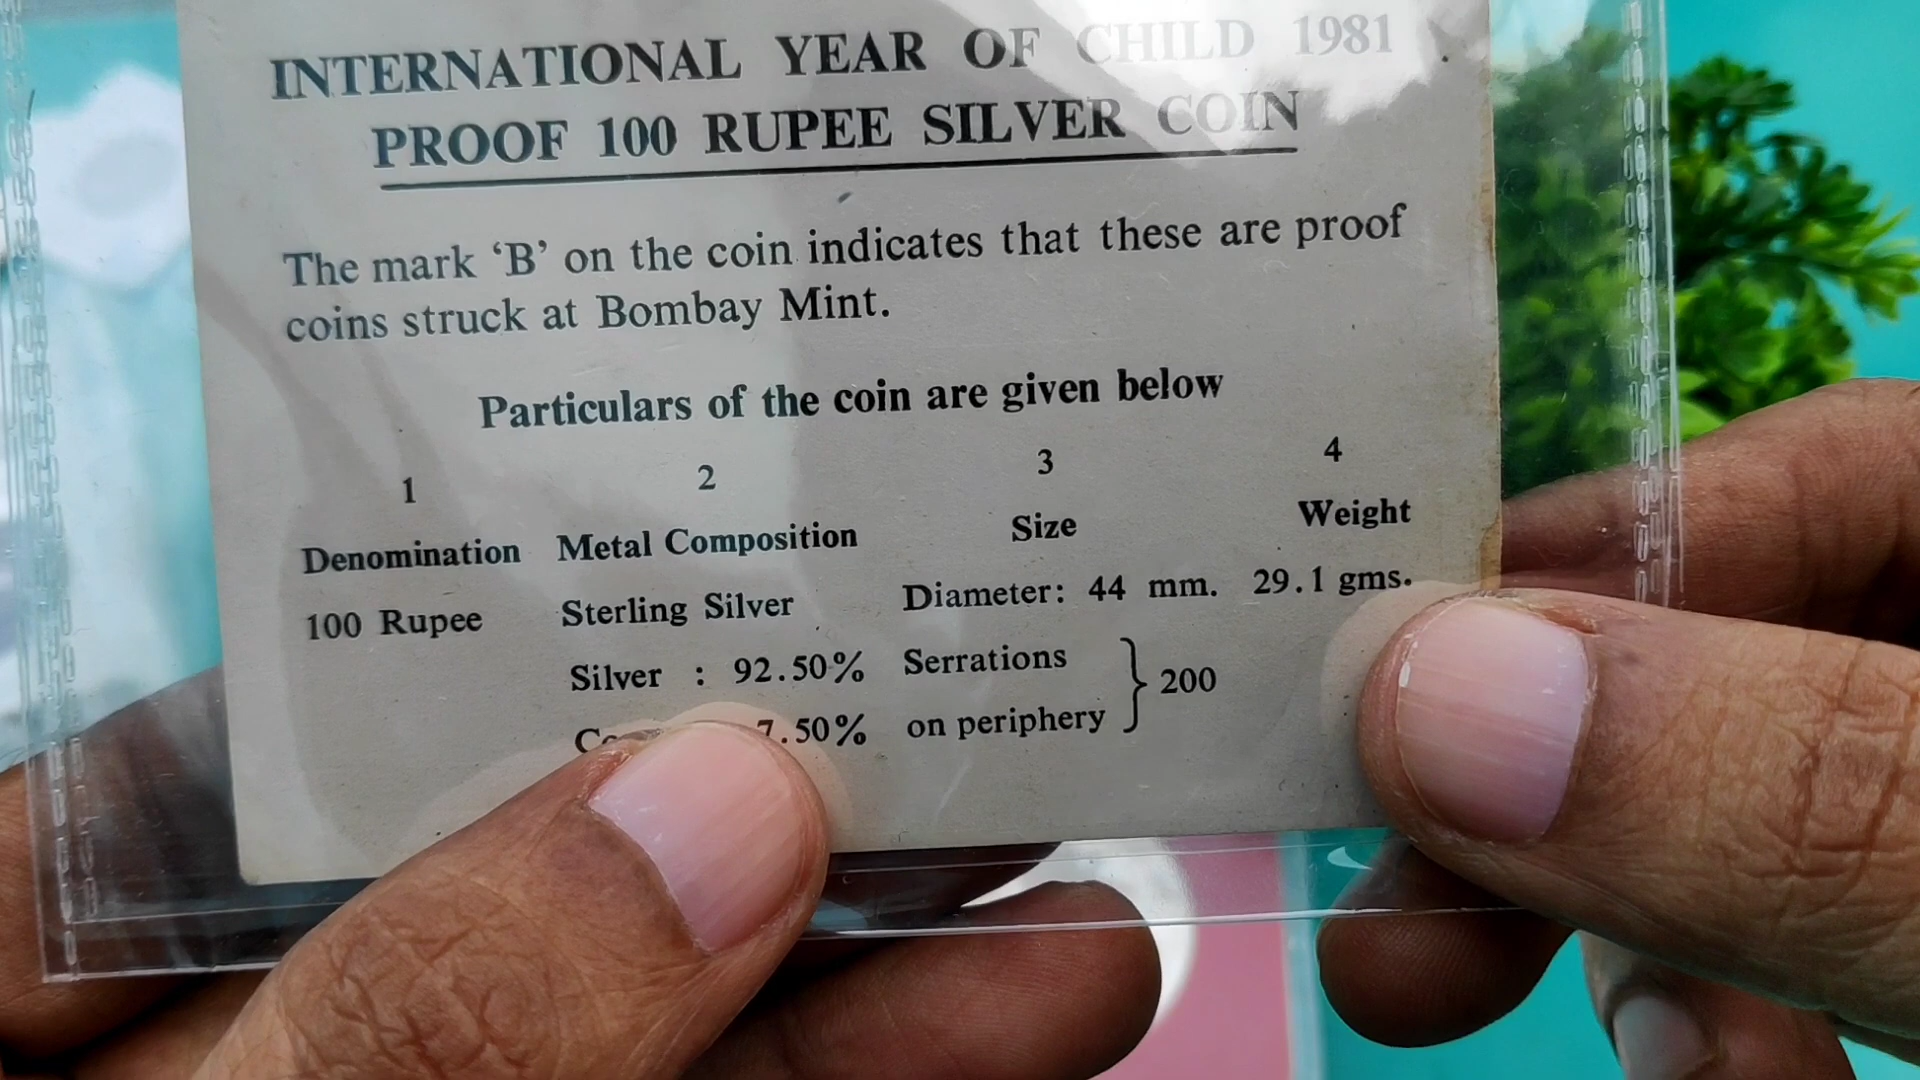 INTERNATIONAL YEAR OF CHILD 1981
PROOF 100 RUPEE SILVER COIN
The mark ‘B’ on the coin indicates that these are proof
coins struck at Bombay Mint.
Particulars of the coin are given below
1 2 3 4
Denomination Metal Composition Size Weight
100 Rupee Sterling Silver Diameter: 44 mm. 29.1 gms.
Silver : 92.50% Serrations
on periphery } 200
7.50%